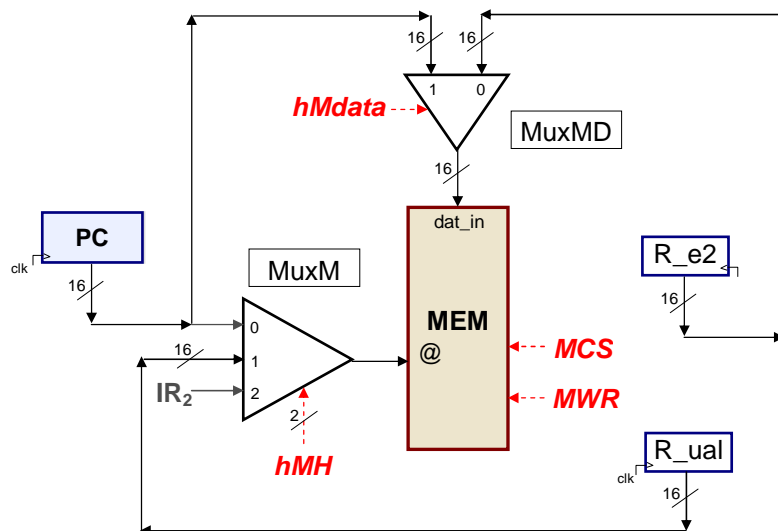 16 16
1 0
hMdata
MuxMD
16
dat_in
PC
clk
16
MuxM
R_e2
16
0
MEM
16
1
@
MCS
IR₂
2
MWR
2
hMH
R_ual
clk
16